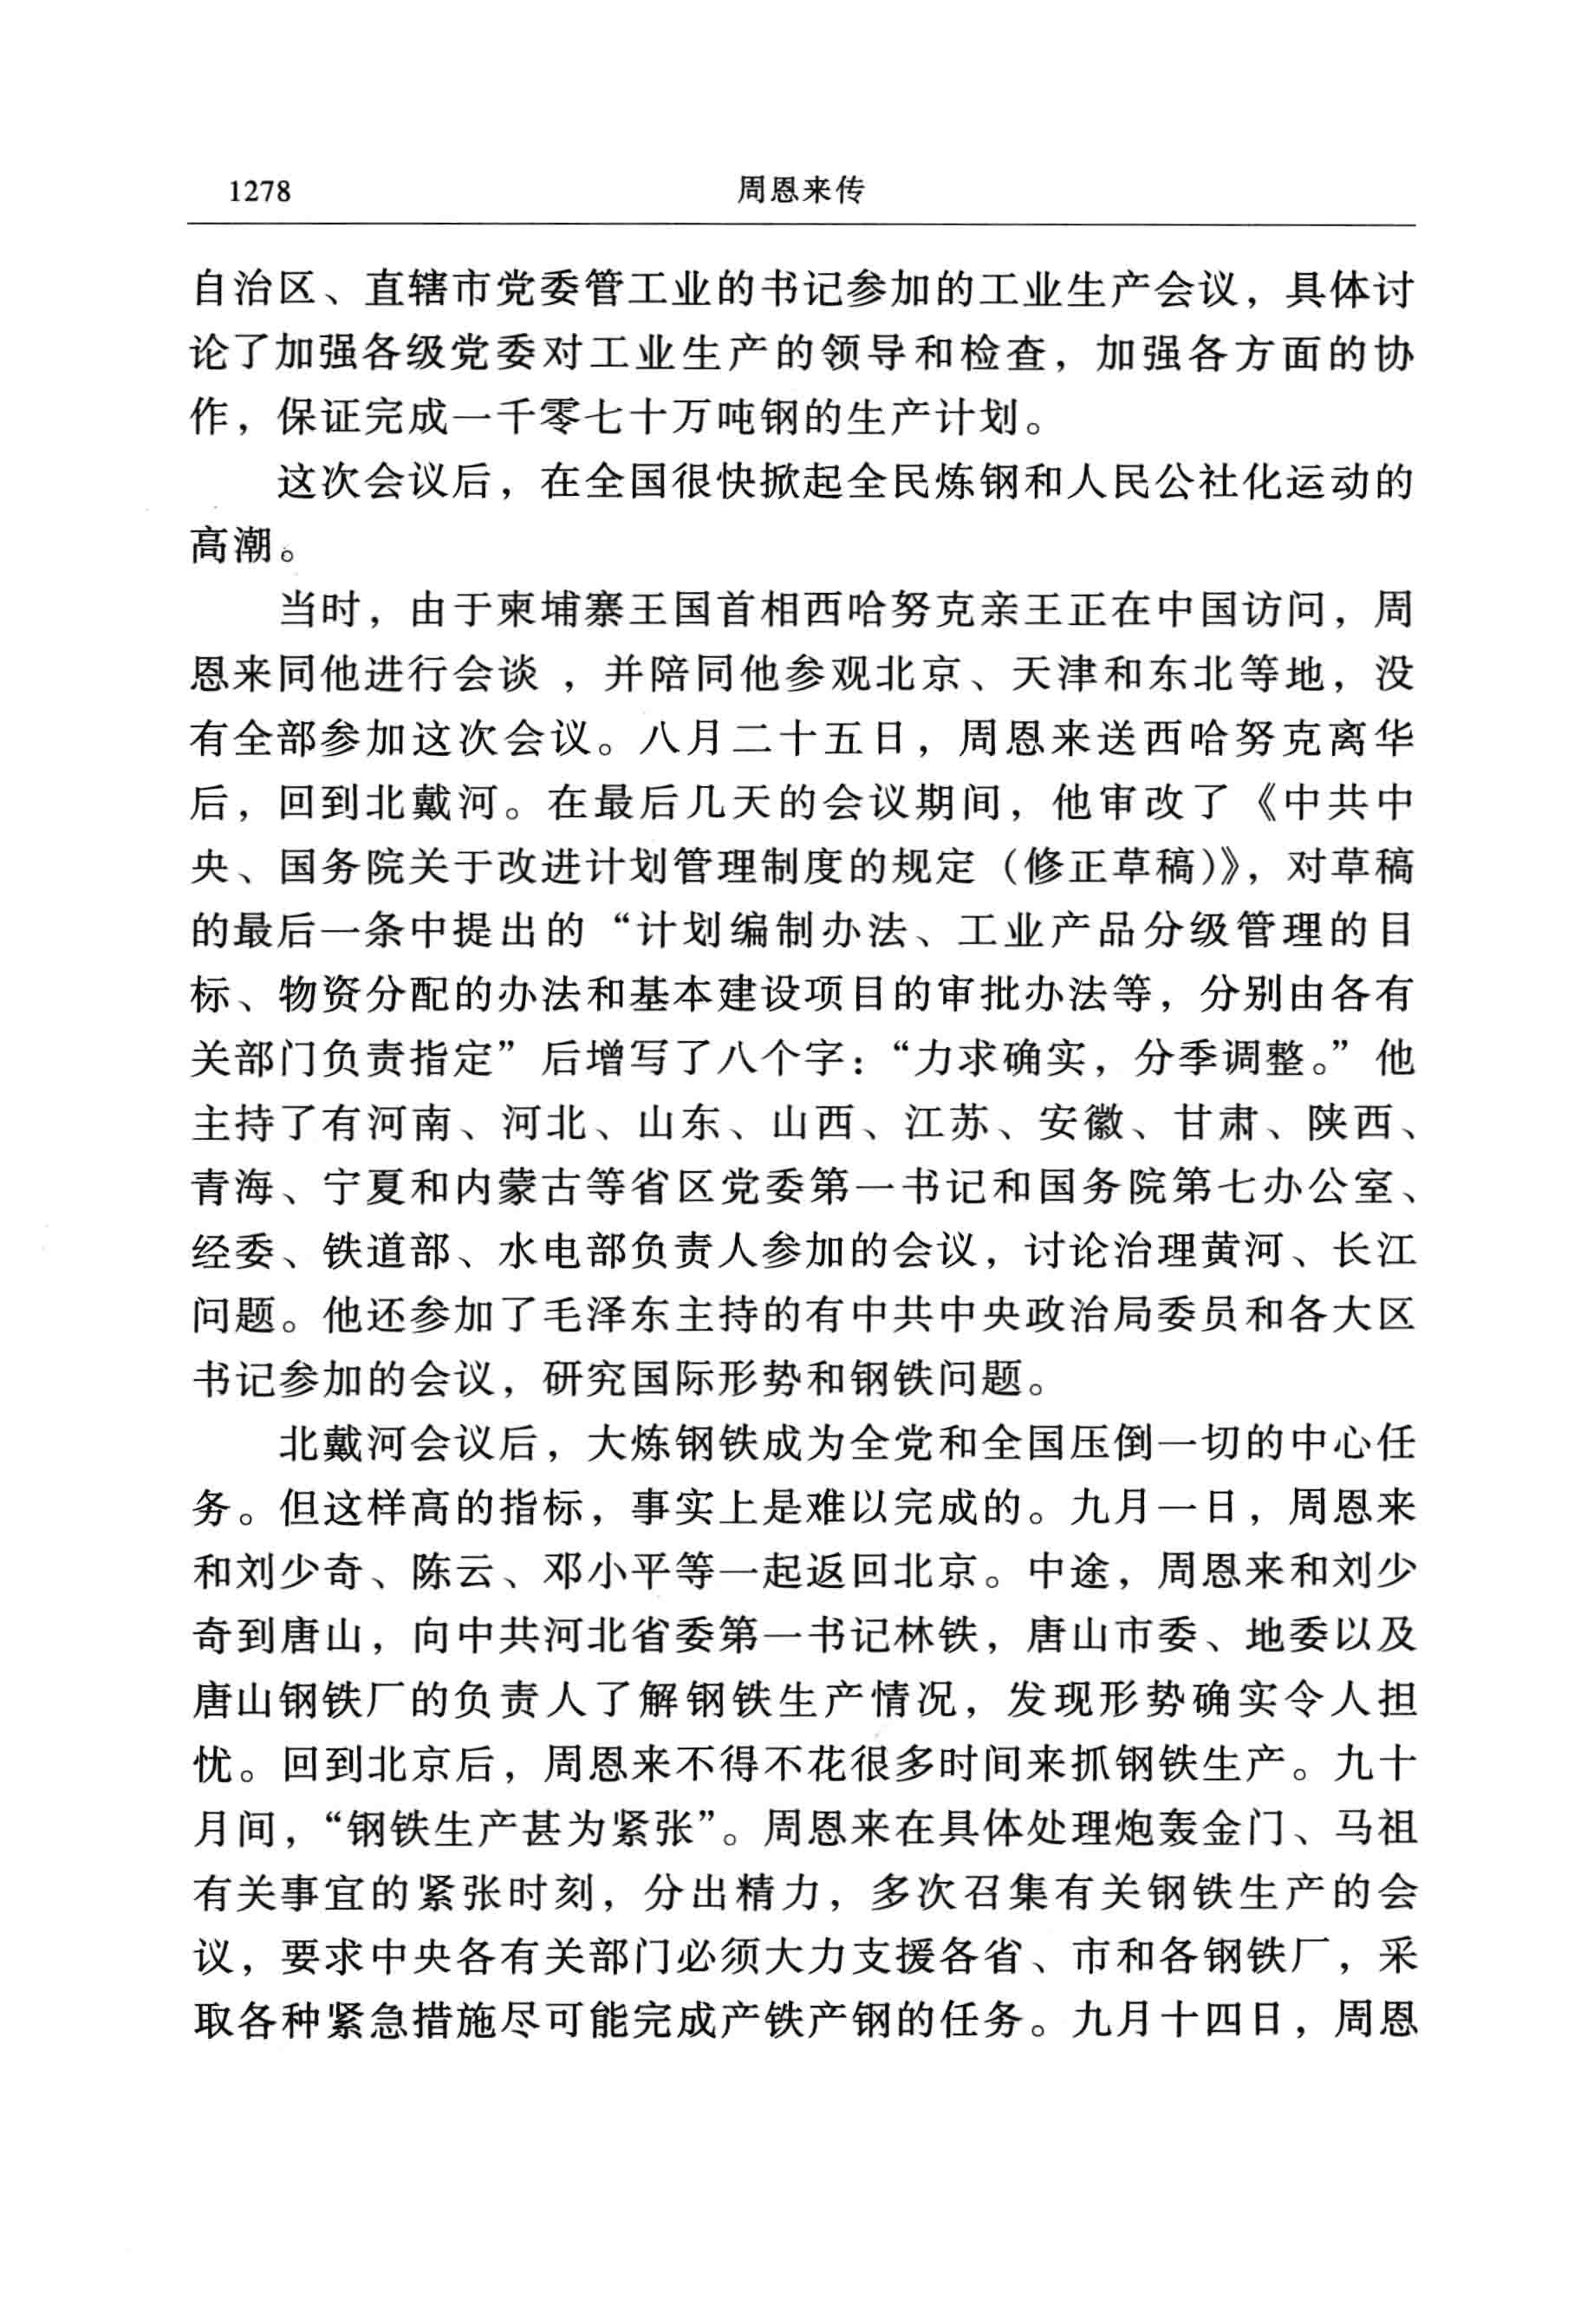 1278 周恩来传
自治区、直辖市党委管工业的书记参加的工业生产会议，具体讨
论了加强各级党委对工业生产的领导和检查，加强各方面的协
作，保证完成一千零七十万吨钢的生产计划。
这次会议后，在全国很快掀起全民炼钢和人民公社化运动的
高潮。
当时，由于柬埔寨王国首相西哈努克亲王正在中国访问，周
恩来同他进行会谈，并陪同他参观北京、天津和东北等地，没
有全部参加这次会议。八月二十五日，周恩来送西哈努克离华
后，回到北戴河。在最后几天的会议期间，他审改了《中共中
央、国务院关于改进计划管理制度的规定（修正草稿）》，对草稿
的最后一条中提出的“计划编制办法、工业产品分级管理的目
标、物资分配的办法和基本建设项目的审批办法等，分别由各有
关部门负责指定”后增写了八个字：“力求确实，分季调整。”他
主持了有河南、河北、山东、山西、江苏、安徽、甘肃、陕西、
青海、宁夏和内蒙古等省区党委第一书记和国务院第七办公室、
经委、铁道部、水电部负责人参加的会议，讨论治理黄河、长江
问题。他还参加了毛泽东主持的有中共中央政治局委员和各大区
书记参加的会议，研究国际形势和钢铁问题。
北戴河会议后，大炼钢铁成为全党和全国压倒一切的中心任
务。但这样高的指标，事实上是难以完成的。九月一日，周恩来
和刘少奇、陈云、邓小平等一起返回北京。中途，周恩来和刘少
奇到唐山，向中共河北省委第一书记林铁，唐山市委、地委以及
唐山钢铁厂的负责人了解钢铁生产情况，发现形势确实令人担
忧。回到北京后，周恩来不得不花很多时间来抓钢铁生产。九十
月间，“钢铁生产甚为紧张”。周恩来在具体处理炮轰金门、马祖
有关事宜的紧张时刻，分出精力，多次召集有关钢铁生产的会
议，要求中央各有关部门必须大力支援各省、市和各钢铁厂，采
取各种紧急措施尽可能完成产铁产钢的任务。九月十四日，周恩